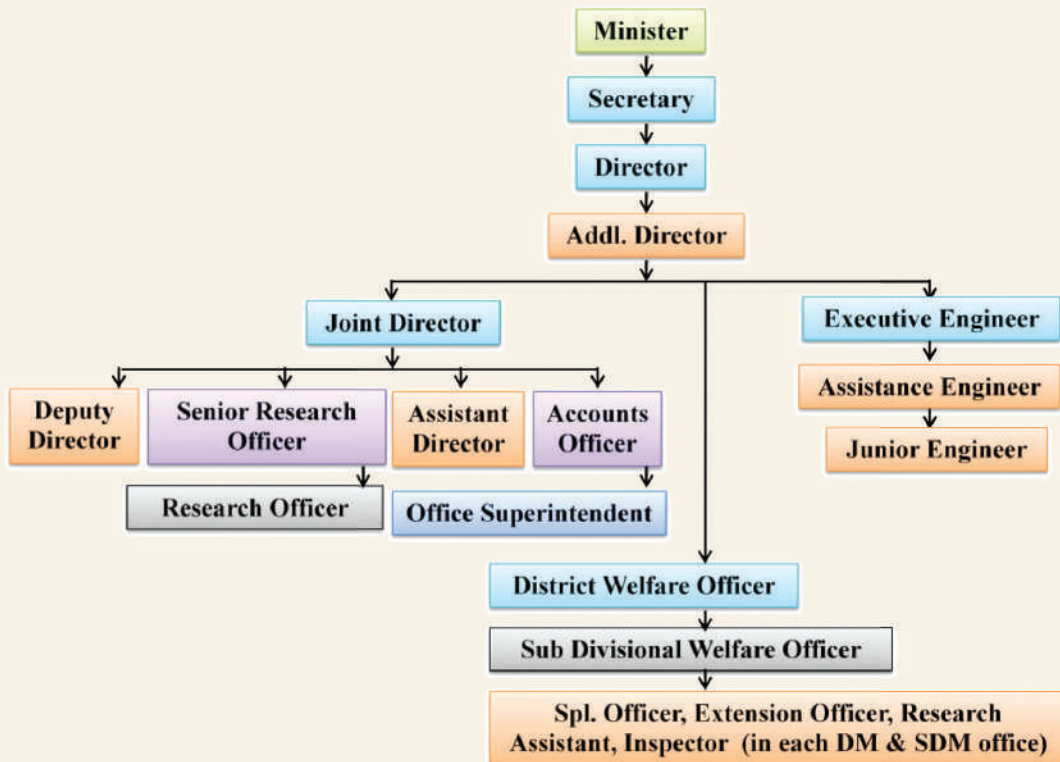 Minister
Secretary
Director
Addl. Director
Joint Director
Executive Engineer
Deputy
Director
Senior Research
Officer
Assistant
Director
Accounts
Officer
Assistance Engineer
Junior Engineer
Research Officer
Office Superintendent
District Welfare Officer
Sub Divisional Welfare Officer
Spl. Officer, Extension Officer, Research
Assistant, Inspector (in each DM & SDM office)